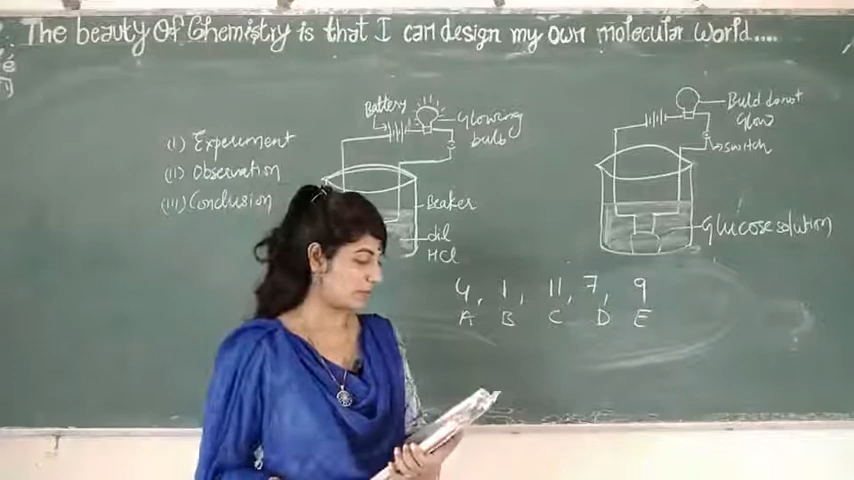 The beauty Of Chemistry is that I can design my Own molecular world....
(i) Experiment
(ii) Observation
(iii) Conclusion
Battery
Glowing
bulb
Beaker
dil
HCl
Buld do not
Glow
switch
Glucose solution
4, 1, 11, 7, 9
A B C D E